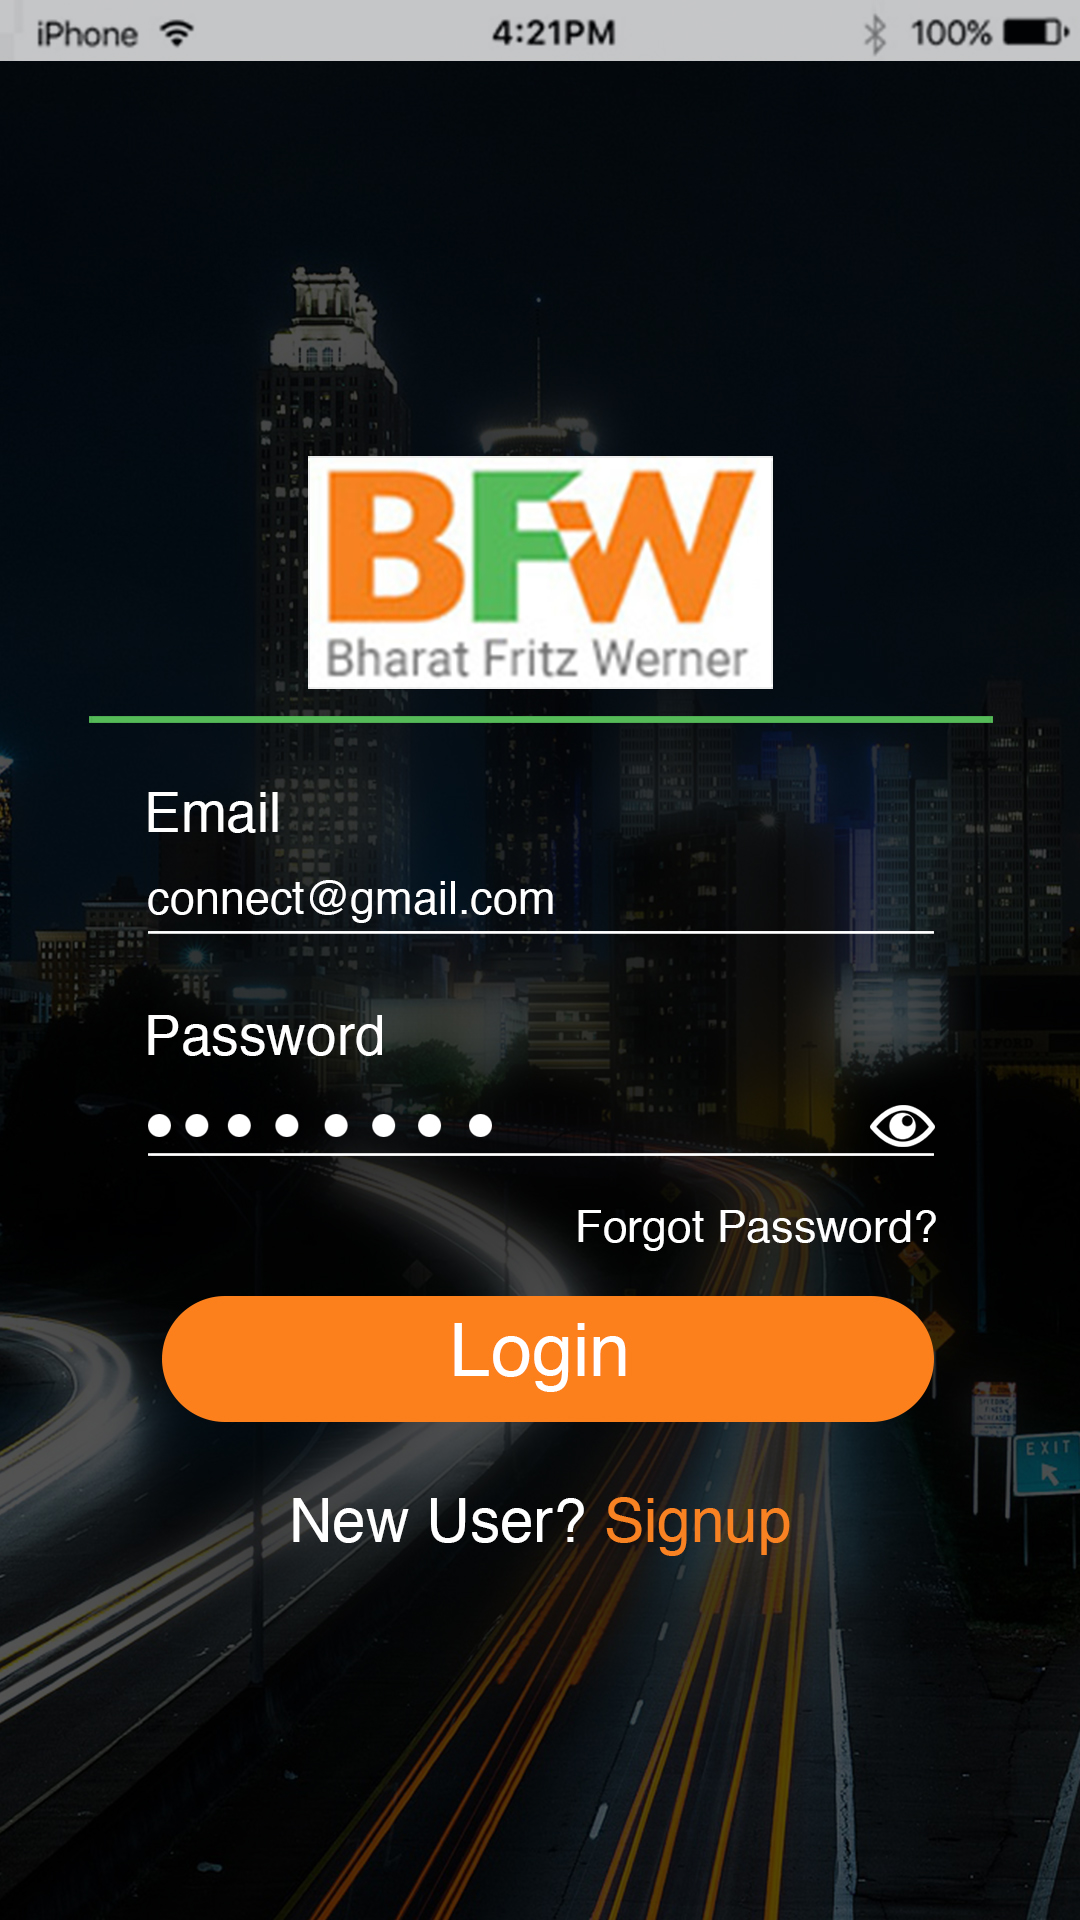 iPhone 4:21PM 100%
BFW
Bharat Fritz Werner
Email
connect@gmail.com
Password
Forgot Password?
Login
EXIT
New User? Signup